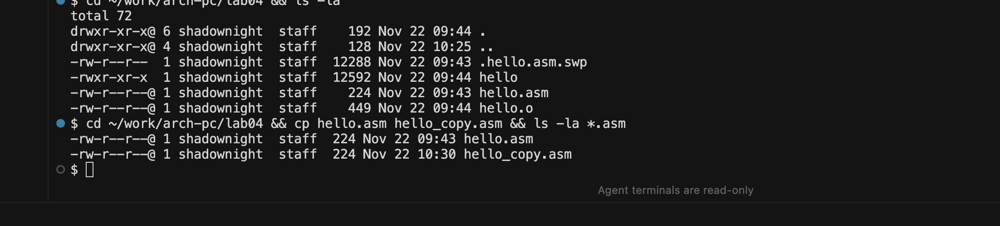 $ cd ~/work/arch-pc/lab04 && ls -la
total 72
drwxr-xr-x@ 6 shadownight  staff    192 Nov 22 09:44 .
drwxr-xr-x@ 4 shadownight  staff    128 Nov 22 10:25 ..
-rw-r--r--  1 shadownight  staff  12288 Nov 22 09:43 .hello.asm.swp
-rwxr-xr-x  1 shadownight  staff  12592 Nov 22 09:44 hello
-rw-r--r--@ 1 shadownight  staff    224 Nov 22 09:43 hello.asm
-rw-r--r--@ 1 shadownight  staff    449 Nov 22 09:44 hello.o
$ cd ~/work/arch-pc/lab04 && cp hello.asm hello_copy.asm && ls -la *.asm
-rw-r--r--@ 1 shadownight  staff  224 Nov 22 09:43 hello.asm
-rw-r--r--@ 1 shadownight  staff  224 Nov 22 10:30 hello_copy.asm
$
Agent terminals are read-only